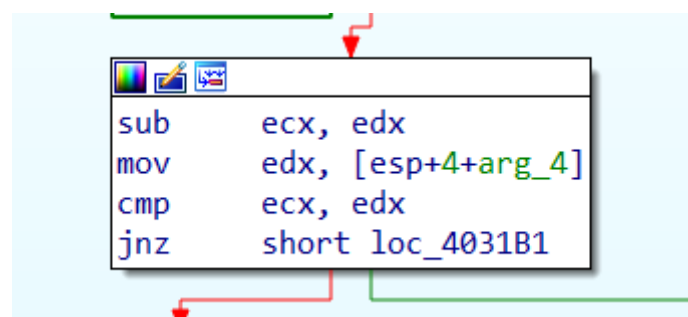 sub ecx, edx
mov edx, [esp+4+arg_4]
cmp ecx, edx
jnz short loc_4031B1